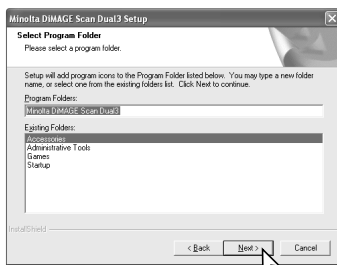 Minolta DiMAGE Scan Dual3 Setup
Select Program Folder
Please select a program folder.
Setup will add program icons to the Program Folder listed below. You may type a new folder
name, or select one from the existing folders list. Click Next to continue.
Program Folders:
Minolta DiMAGE Scan Dual3
Existing Folders:
Accessories
Administrative Tools
Games
Startup
InstallShield
< Back Next > Cancel